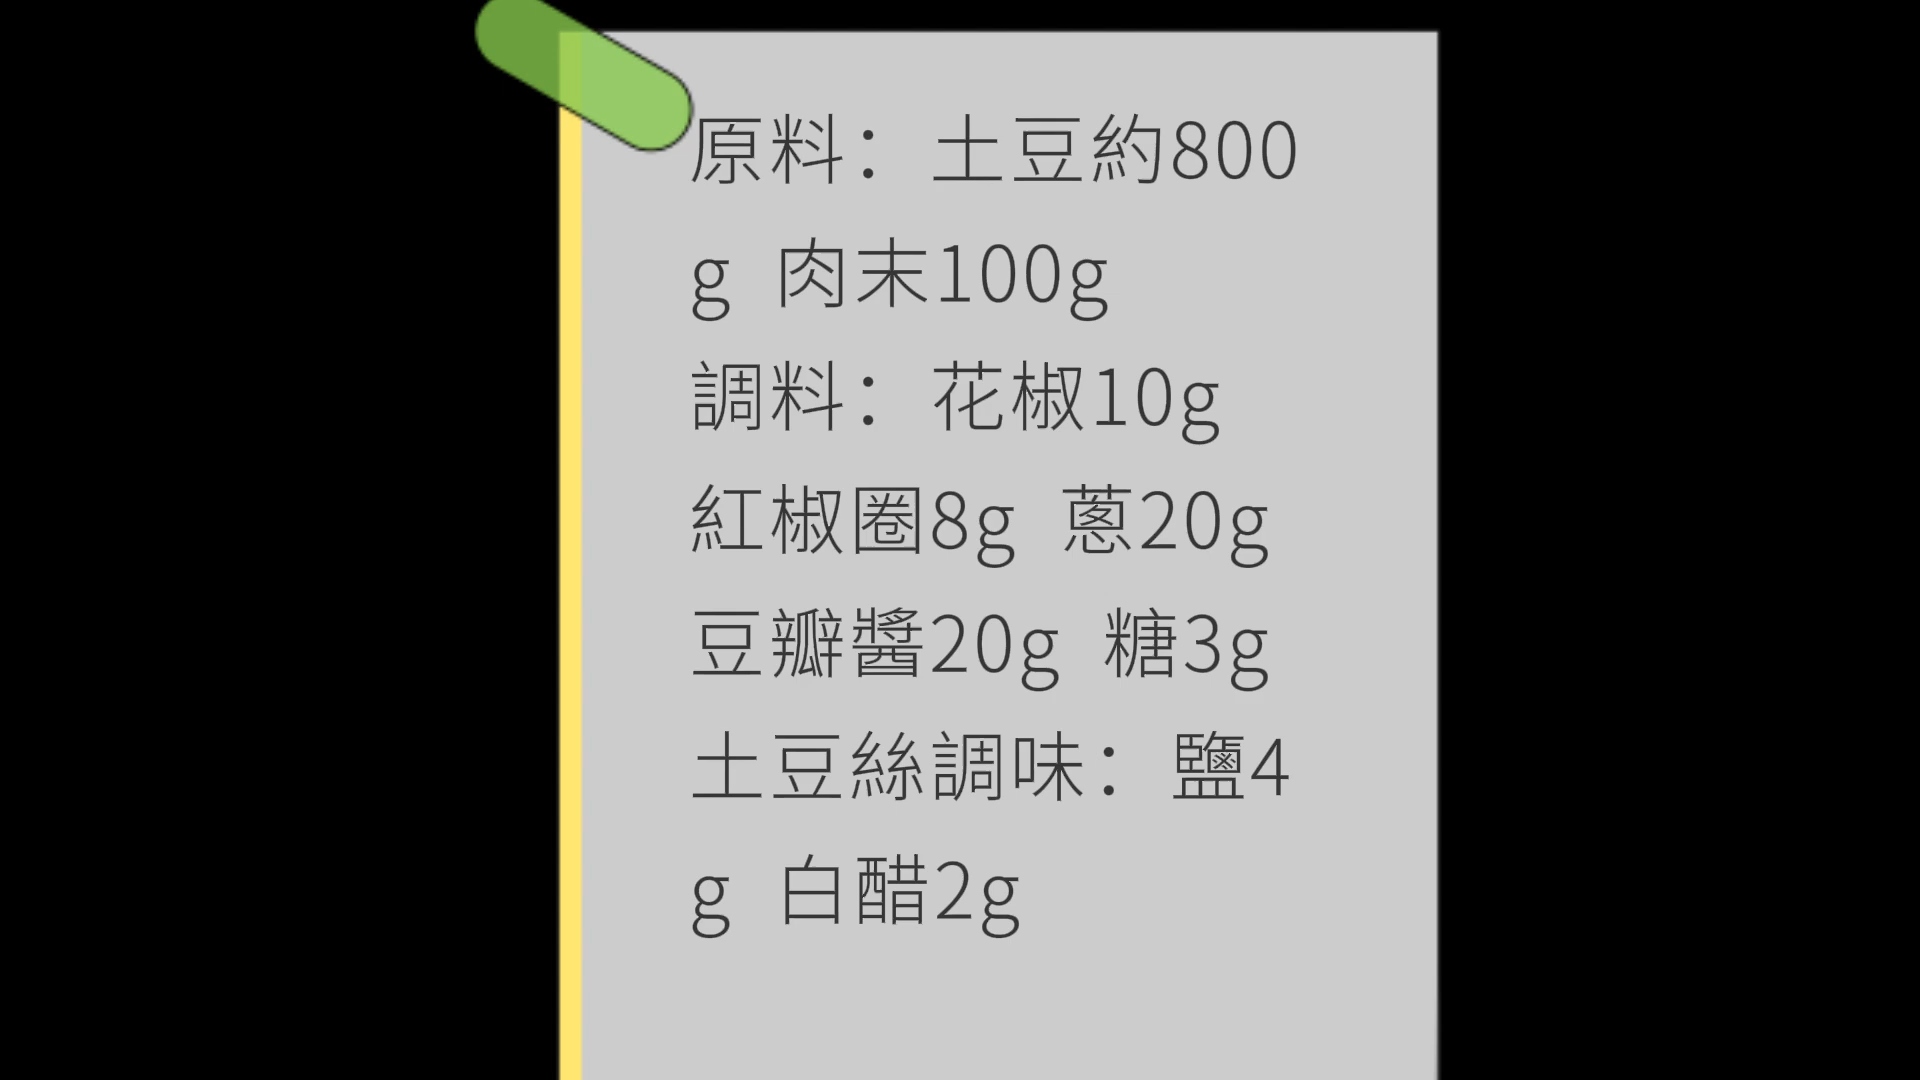 原料：土豆約800
g 肉末100g
調料：花椒10g
紅椒圈8g 蔥20g
豆瓣醬20g 糖3g
土豆絲調味：鹽4
g 白醋2g